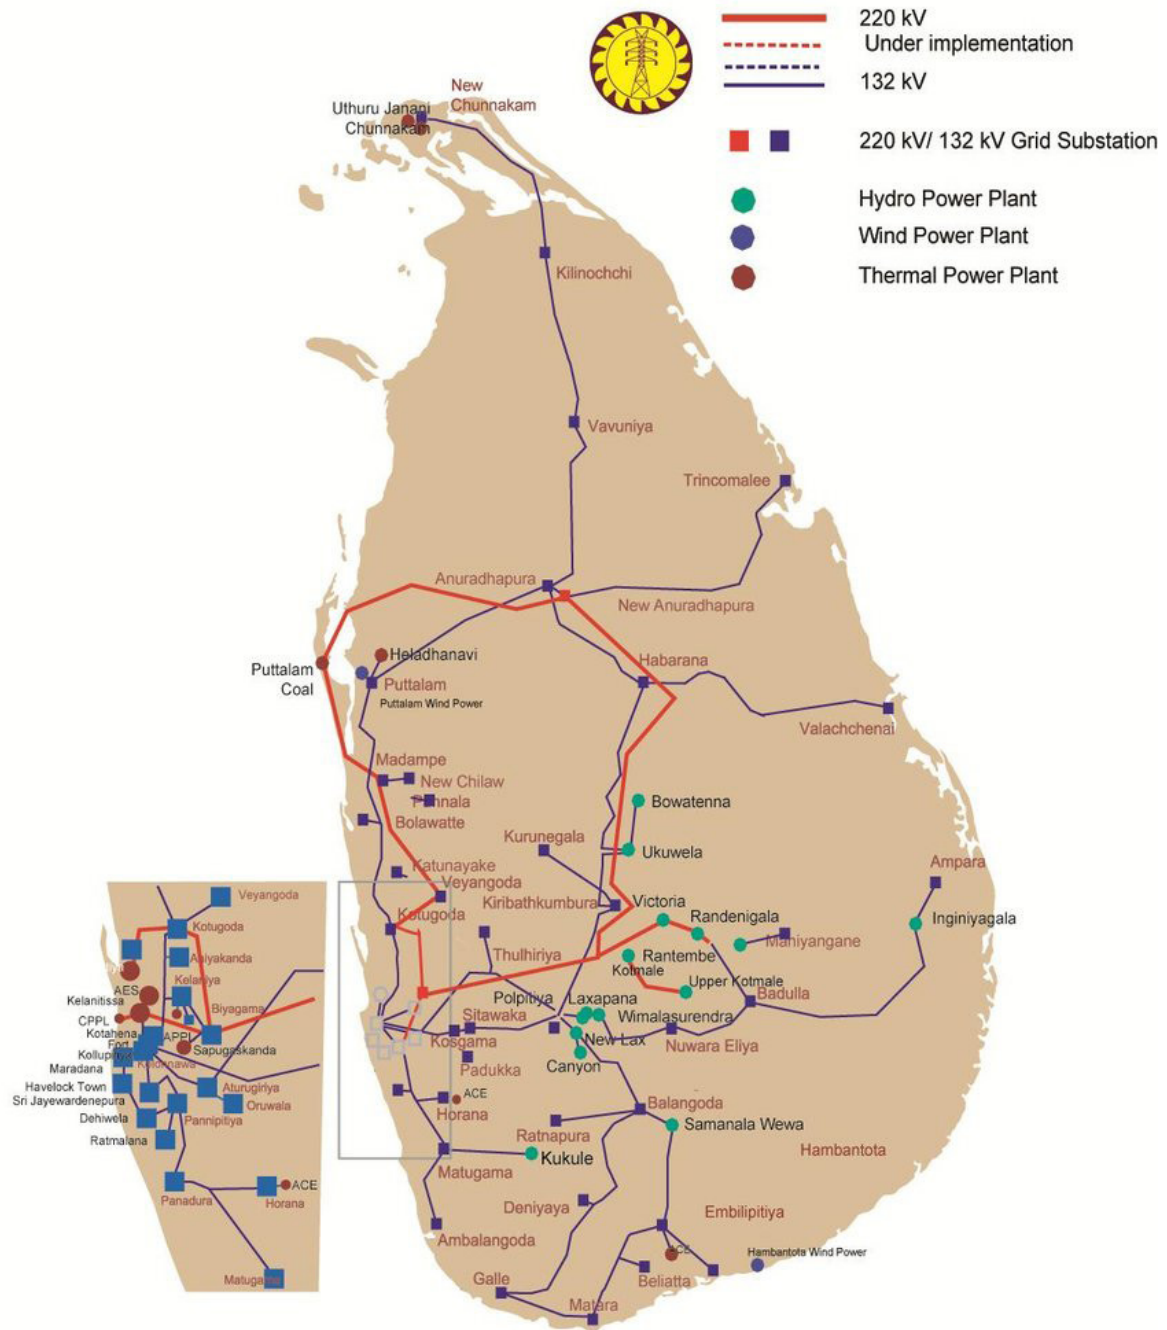 220 kV
Under implementation
132 kV
220 kV/ 132 kV Grid Substation
Hydro Power Plant
Wind Power Plant
Thermal Power Plant
New
Chunnakam
Uthuru Janani
Chunnakam
Kilinochchi
Vavuniya
Trincomalee
Anuradhapura
New Anuradhapura
Puttalam
Coal
Heladhanavi
Puttalam
Puttalam Wind Power
Habarana
Valachchenai
Madampe
New Chilaw
Pannala
Bolawatte
Bowatenna
Kurunegala
Ukuwela
Katunayake
Veyangoda
Ampara
Kiribathkumbura
Victoria
Randenigala
Inginiyagala
Kotugoda
Thulhiriya
Rantembe
Maniyangane
Kotmale
Upper Kotmale
Badulla
Polpitiya
Laxapana
Wimalasurendra
Sitawaka
Kosgama
New Lax
Nuwara Eliya
Padukka
Canyon
ACE
Horana
Balangoda
Ratnapura
Samanala Wewa
Hambantota
Matugama
Kukule
Deniyaya
Embilipitiya
Ambalangoda
ACE
Hambantota Wind Power
Beliatta
Galle
Matara
Veyangoda
Kotugoda
Aniyakanda
Kelaniya
AES
Kelanitissa
Biyagama
CPPL
Kotahena
Fort
APPL
Sapugaskanda
Kollupitiya
Kolonnawa
Maradana
Havelock Town
Aturugiriya
Sri Jayewardenepura
Oruwala
Dehiwela
Pannipitiya
Ratmalana
Panadura
Horana
ACE
Matugama